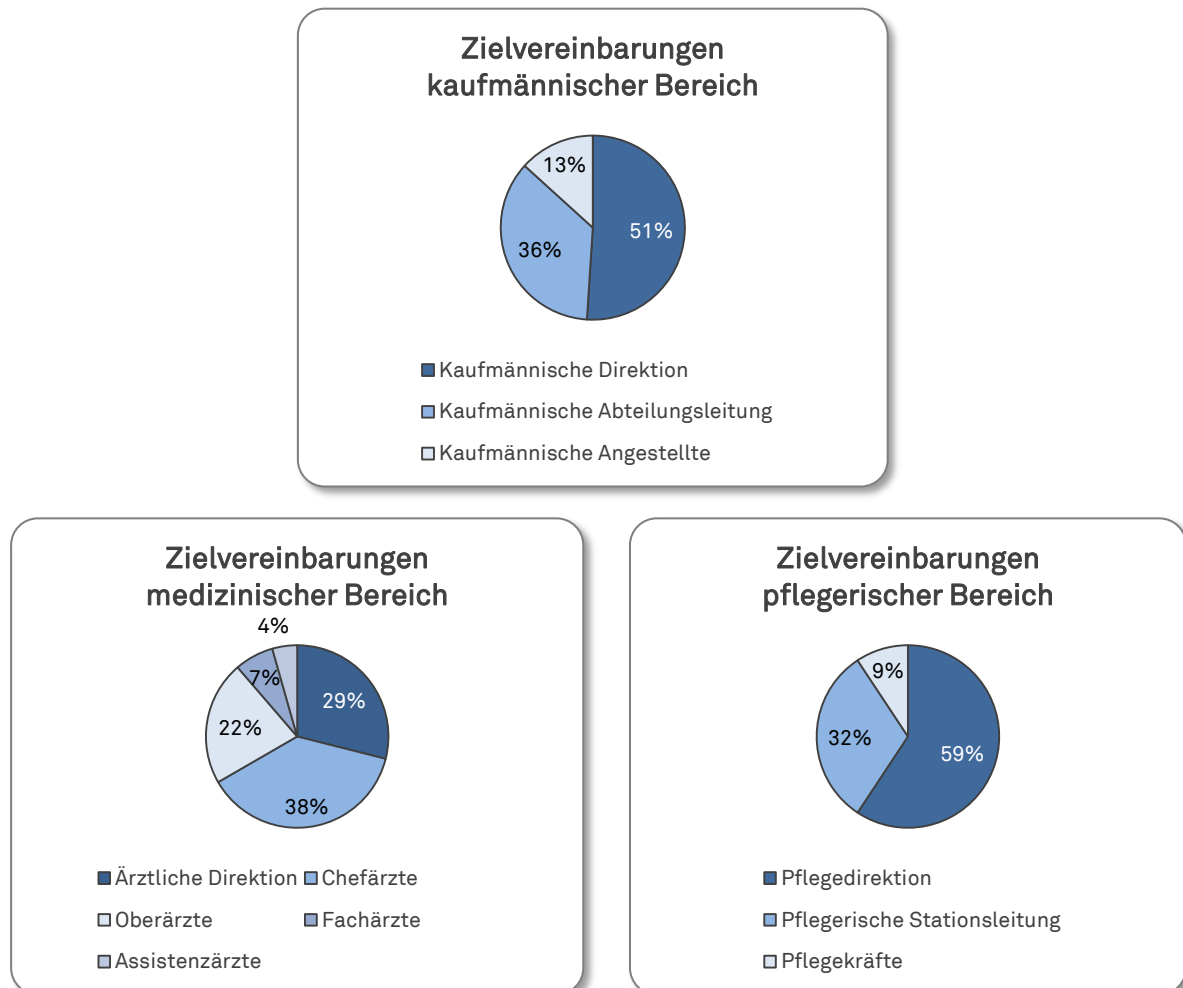 Zielvereinbarungen
kaufmännischer Bereich
13%
51%
36%
Kaufmännische Direktion
Kaufmännische Abteilungsleitung
Kaufmännische Angestellte
Zielvereinbarungen
medizinischer Bereich
4%
7%
29%
22%
38%
Ärztliche Direktion Chefärzte
Oberärzte Fachärzte
Assistenzärzte
Zielvereinbarungen
pflegerischer Bereich
9%
32%
59%
Pflegedirektion
Pflegerische Stationsleitung
Pflegekräfte